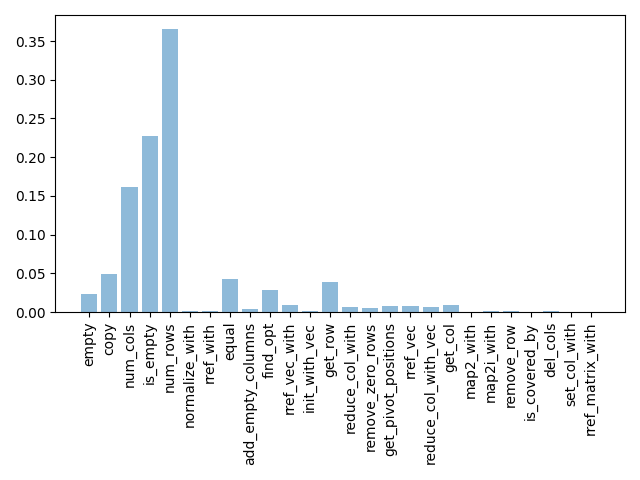 0.35
0.30
0.25
0.20
0.15
0.10
0.05
0.00
empty
copy
num_cols
is_empty
num_rows
normalize_with
rref_with
equal
add_empty_columns
find_opt
rref_vec_with
init_with_vec
get_row
reduce_col_with
remove_zero_rows
get_pivot_positions
rref_vec
reduce_col_with_vec
get_col
map2_with
map2i_with
remove_row
is_covered_by
del_cols
set_col_with
rref_matrix_with